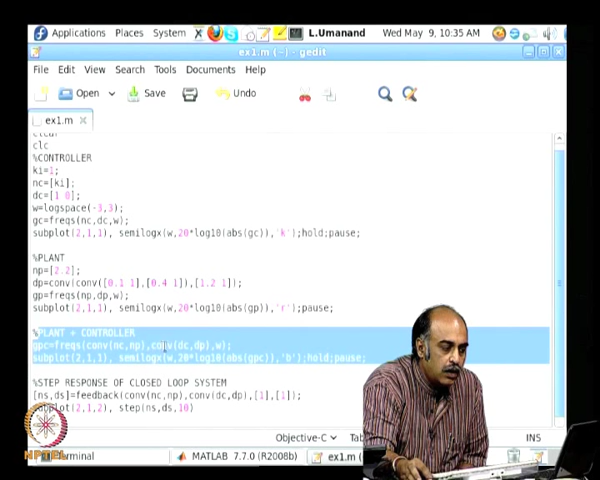 Applications Places System L.Umanand Wed May 9, 10:35 AM
ex1.m (~) - gedit
File Edit View Search Tools Documents Help
Open Save Undo
ex1.m
clear
clc
%CONTROLLER
ki=1;
nc=[ki];
dc=[1 0];
w=logspace(-3,3);
gc=freqs(nc,dc,w);
subplot(2,1,1), semilogx(w,20*log10(abs(gc)),'k');hold;pause;
%PLANT
np=[2.2];
dp=conv(conv([0.1 1],[0.4 1]),[1.2 1]);
gp=freqs(np,dp,w);
subplot(2,1,1), semilogx(w,20*log10(abs(gp)),'r');pause;
%PLANT + CONTROLLER
gpc=freqs(conv(nc,np),conv(dc,dp),w);
subplot(2,1,1), semilogx(w,20*log10(abs(gpc)),'b');hold;pause;
%STEP RESPONSE OF CLOSED LOOP SYSTEM
[ns,ds]=feedback(conv(nc,np),conv(dc,dp),[1],[1]);
subplot(2,1,2), step(ns,ds,10)
Objective-C Tab INS
NPTEL
Terminal MATLAB 7.7.0 (R2008b) ex1.m (